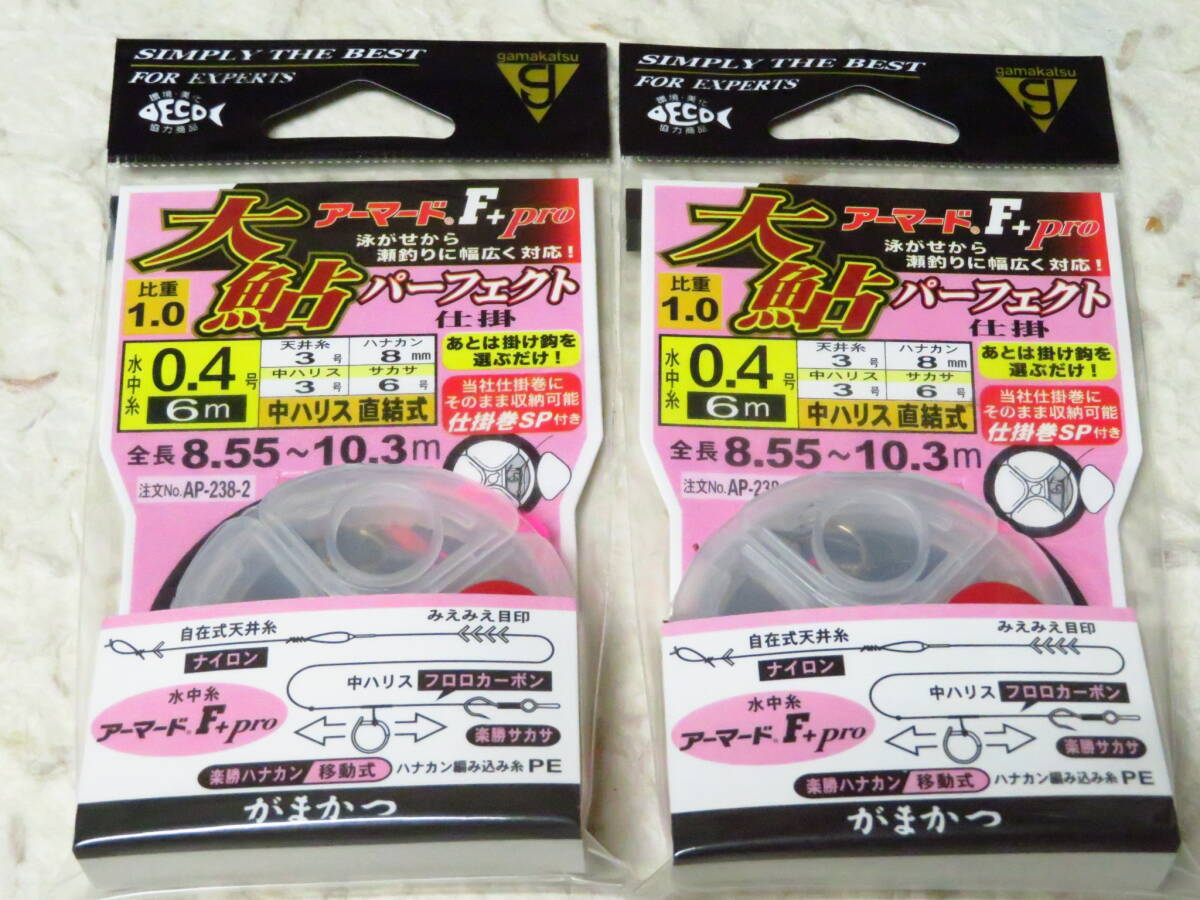 SIMPLY THE BEST
FOR EXPERTS
環境・美化
ECO
協力商品
gamakatsu
g
大鮎
アーマード® F+pro
泳がせから
瀬釣りに幅広く対応！
パーフェクト
仕掛
比重
1.0
水中糸
0.4号
6m
天井糸
3号
ハナカン
8mm
中ハリス
3号
サカサ
6号
中ハリス 直結式
あとは掛け鈎を
選ぶだけ！
当社仕掛巻に
そのまま収納可能
仕掛巻SP付き
全長 8.55～10.3m
注文No.AP-238-2
自在式天井糸
ナイロン
みえみえ目印
水中糸
アーマード® F+pro
中ハリス フロロカーボン
楽勝サカサ
楽勝ハナカン 移動式 ハナカン編み込み糸 PE
がまかつ
SIMPLY THE BEST
FOR EXPERTS
環境・美化
ECO
協力商品
gamakatsu
g
大鮎
アーマード® F+pro
泳がせから
瀬釣りに幅広く対応！
パーフェクト
仕掛
比重
1.0
水中糸
0.4号
6m
天井糸
3号
ハナカン
8mm
中ハリス
3号
サカサ
6号
中ハリス 直結式
あとは掛け鈎を
選ぶだけ！
当社仕掛巻に
そのまま収納可能
仕掛巻SP付き
全長 8.55～10.3m
注文No.AP-238
自在式天井糸
ナイロン
みえみえ目印
水中糸
アーマード® F+pro
中ハリス フロロカーボン
楽勝サカサ
楽勝ハナカン 移動式 ハナカン編み込み糸 PE
がまかつ